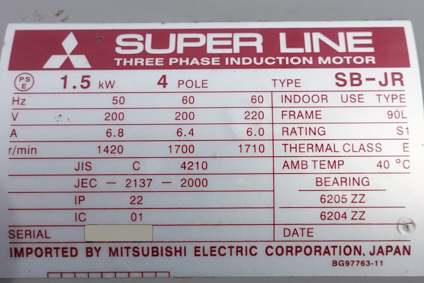 SUPER LINE
THREE PHASE INDUCTION MOTOR
PS E 1.5 kW 4 POLE TYPE SB-JR
Hz 50 60 60 INDOOR USE TYPE
V 200 200 220 FRAME 90L
A 6.8 6.4 6.0 RATING S1
r/min 1420 1700 1710 THERMAL CLASS E
JIS C 4210 AMB TEMP 40 °C
JEC - 2137 - 2000 BEARING
IP 22 6205 ZZ
IC 01 6204 ZZ
SERIAL DATE
IMPORTED BY MITSUBISHI ELECTRIC CORPORATION, JAPAN
BG97763-11